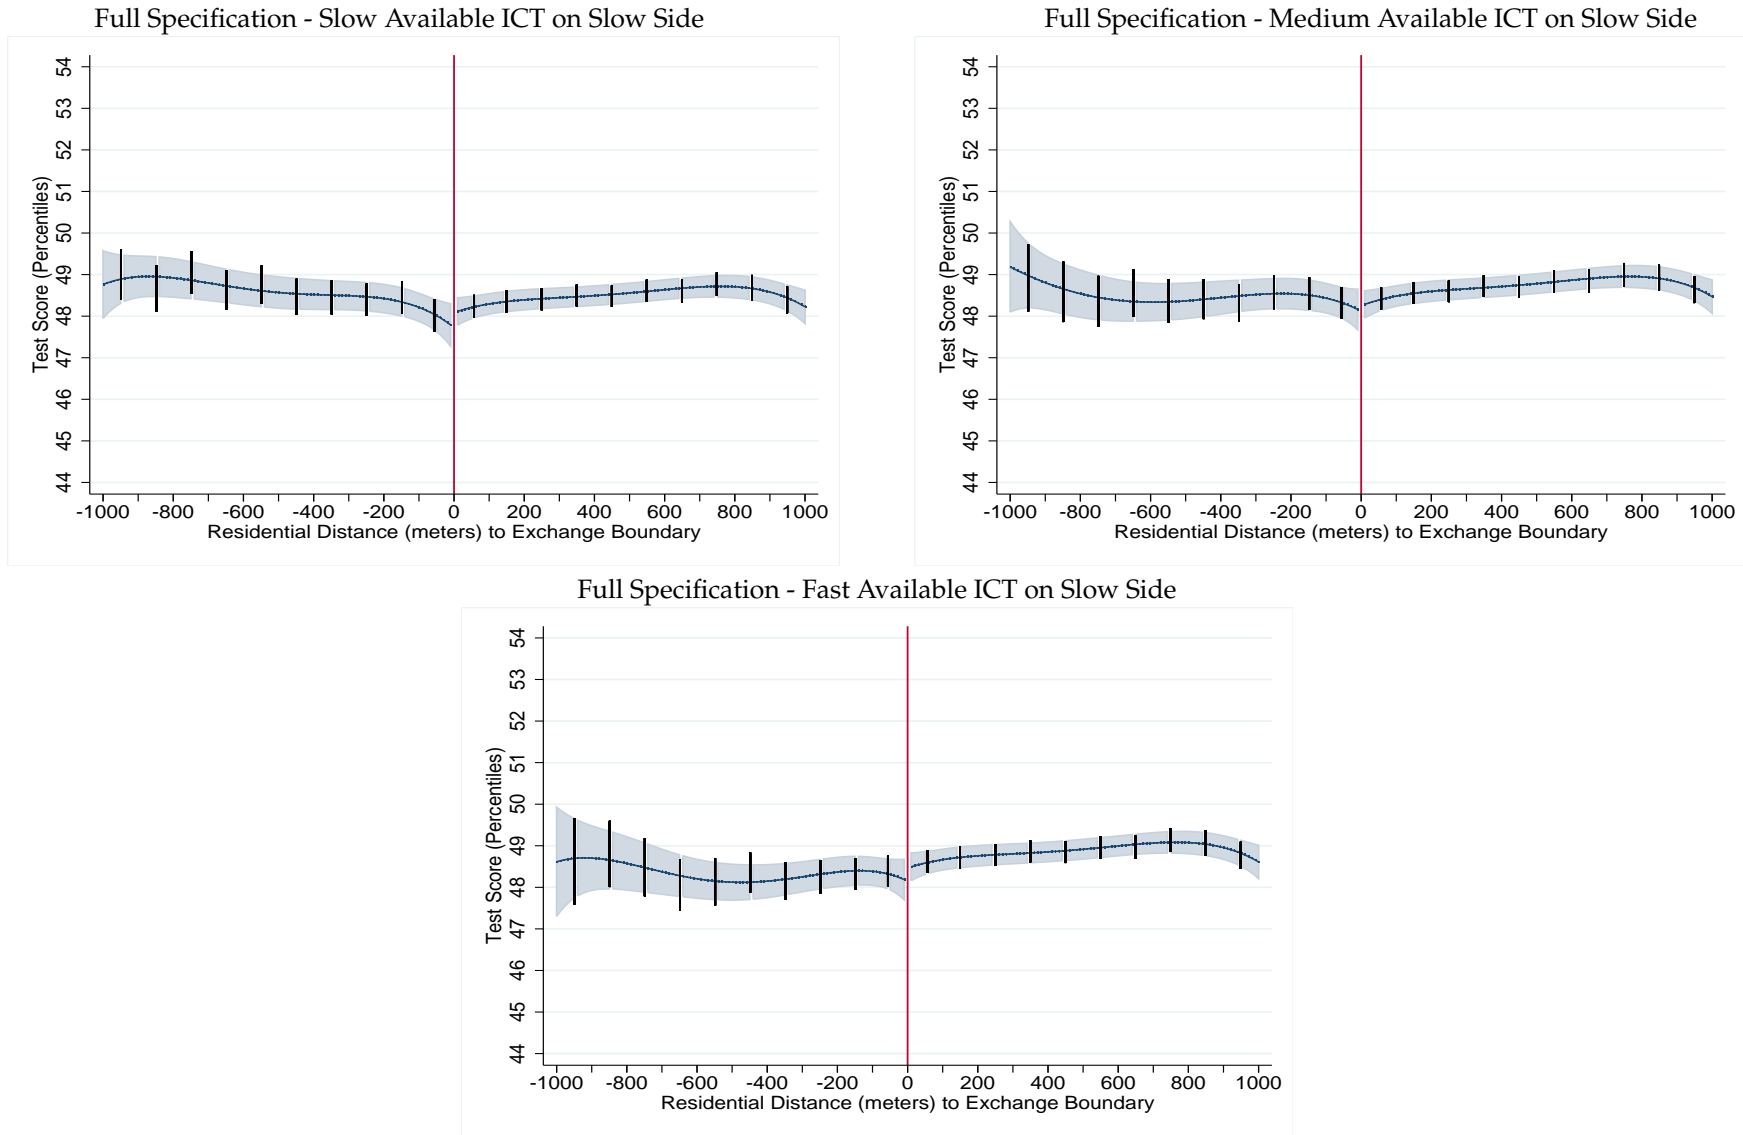 Full Specification - Slow Available ICT on Slow Side
54
53
52
51
50
49
48
47
46
45
44
Test Score (Percentiles)
-1000 -800 -600 -400 -200 0 200 400 600 800 1000
Residential Distance (meters) to Exchange Boundary
Full Specification - Medium Available ICT on Slow Side
54
53
52
51
50
49
48
47
46
45
44
Test Score (Percentiles)
-1000 -800 -600 -400 -200 0 200 400 600 800 1000
Residential Distance (meters) to Exchange Boundary
Full Specification - Fast Available ICT on Slow Side
54
53
52
51
50
49
48
47
46
45
44
Test Score (Percentiles)
-1000 -800 -600 -400 -200 0 200 400 600 800 1000
Residential Distance (meters) to Exchange Boundary